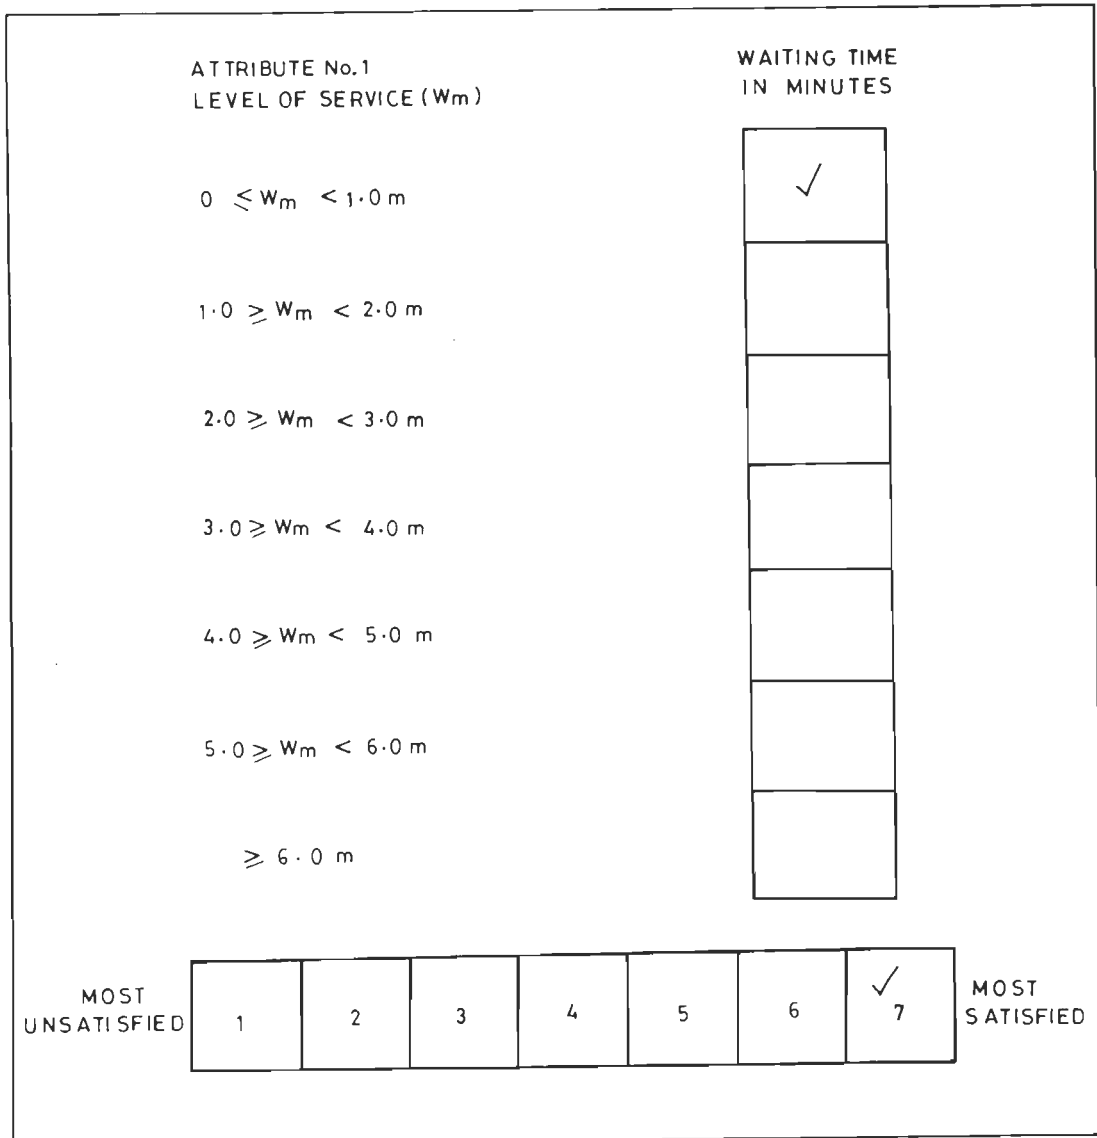 ATTRIBUTE No.1
LEVEL OF SERVICE (Wm)
WAITING TIME
IN MINUTES
0 ≤ Wm < 1.0 m
✓
1.0 ≥ Wm < 2.0 m
2.0 ≥ Wm < 3.0 m
3.0 ≥ Wm < 4.0 m
4.0 ≥ Wm < 5.0 m
5.0 ≥ Wm < 6.0 m
≥ 6.0 m
MOST
UNSATISFIED
1 2 3 4 5 6 ✓ 7
MOST
SATISFIED